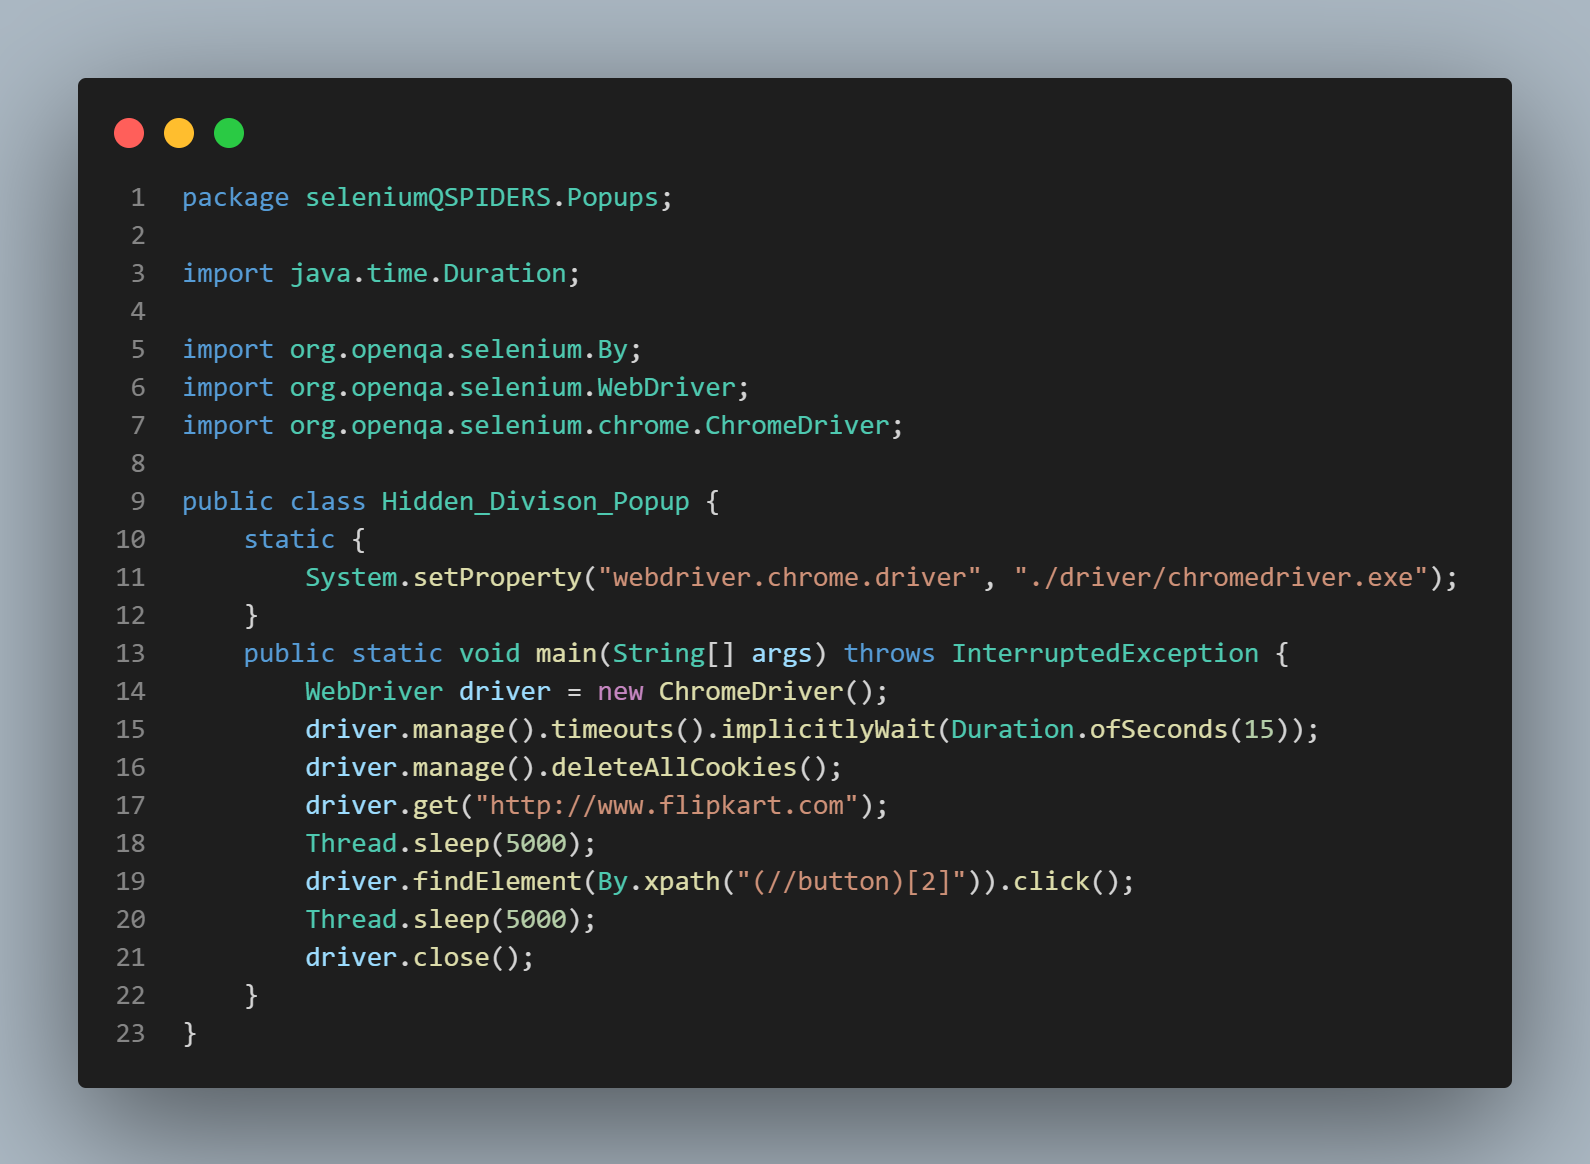 1 package seleniumQSPIDERS.Popups;
2
3 import java.time.Duration;
4
5 import org.openqa.selenium.By;
6 import org.openqa.selenium.WebDriver;
7 import org.openqa.selenium.chrome.ChromeDriver;
8
9 public class Hidden_Divison_Popup {
10     static {
11         System.setProperty("webdriver.chrome.driver", "./driver/chromedriver.exe");
12     }
13     public static void main(String[] args) throws InterruptedException {
14         WebDriver driver = new ChromeDriver();
15         driver.manage().timeouts().implicitlyWait(Duration.ofSeconds(15));
16         driver.manage().deleteAllCookies();
17         driver.get("http://www.flipkart.com");
18         Thread.sleep(5000);
19         driver.findElement(By.xpath("(//button)[2]")).click();
20         Thread.sleep(5000);
21         driver.close();
22     }
23 }